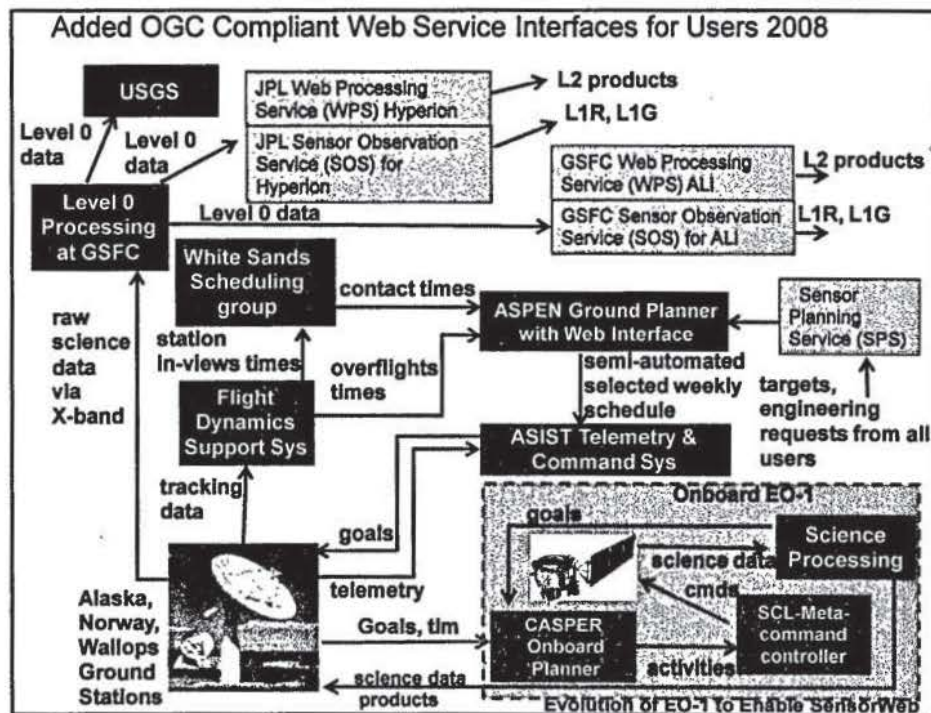 Added OGC Compliant Web Service Interfaces for Users 2008
USGS
JPL Web Processing
Service (WPS) Hyperion
L2 products
L1R, L1G
Level 0
data
Level 0
data
JPL Sensor Observation
Service (SOS) for
Hyperion
GSFC Web Processing
Service (WPS) ALI
L2 products
Level 0
Processing
at GSFC
Level 0 data
GSFC Sensor Observation
Service (SOS) for ALI
L1R, L1G
White Sands
Scheduling
group
contact times
ASPEN Ground Planner
with Web Interface
Sensor
Planning
Service (SPS)
raw
science
data
via
X-band
station
in-views times
overflights
times
semi-automated
selected weekly
schedule
targets,
engineering
requests from all
users
Flight
Dynamics
Support Sys
ASIST Telemetry &
Command Sys
tracking
data
goals
telemetry
Onboard EO-1
goals
Science
Processing
science data
cmds
Alaska,
Norway,
Wallops
Ground
Stations
Goals, tlm
CASPER
Onboard
Planner
SCL-Meta-
command
controller
activities
science data
products
Evolution of EO-1 to Enable SensorWeb